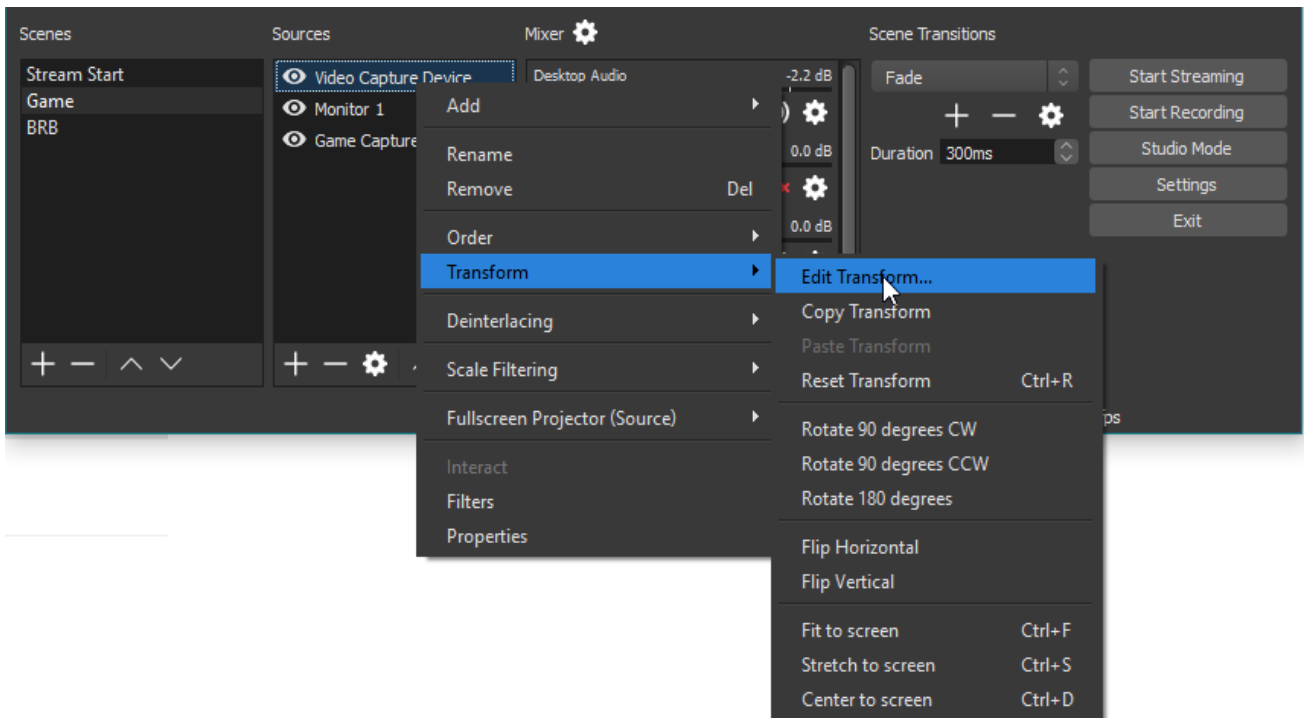 Scenes
Stream Start
Game
BRB
Sources
Video Capture Device
Monitor 1
Game Capture
Mixer
Desktop Audio -2.2 dB
0.0 dB
0.0 dB
Scene Transitions
Fade
Duration 300ms
Start Streaming
Start Recording
Studio Mode
Settings
Exit
Add
Rename
Remove Del
Order
Transform
Deinterlacing
Scale Filtering
Fullscreen Projector (Source)
Interact
Filters
Properties
Edit Transform...
Copy Transform
Paste Transform
Reset Transform Ctrl+R
Rotate 90 degrees CW
Rotate 90 degrees CCW
Rotate 180 degrees
Flip Horizontal
Flip Vertical
Fit to screen Ctrl+F
Stretch to screen Ctrl+S
Center to screen Ctrl+D